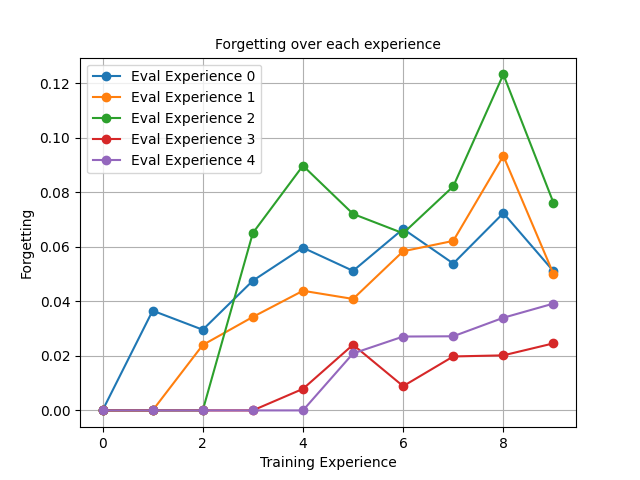 Forgetting over each experience
Eval Experience 0
Eval Experience 1
Eval Experience 2
Eval Experience 3
Eval Experience 4
0.12
0.10
0.08
0.06
0.04
0.02
0.00
Forgetting
0 2 4 6 8
Training Experience